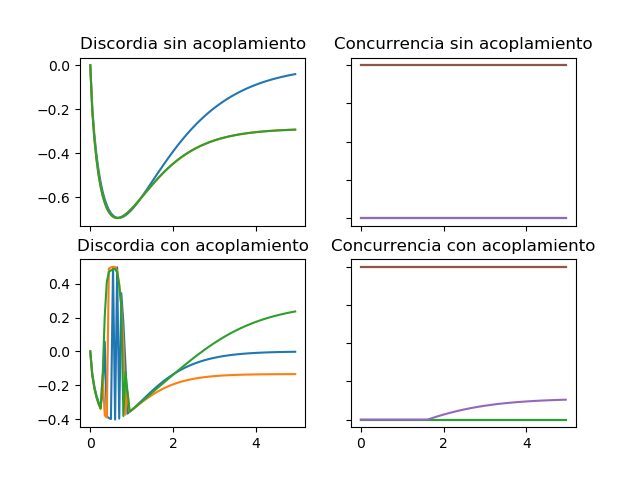 Discordia sin acoplamiento
Concurrencia sin acoplamiento
0.0
−0.2
−0.4
−0.6
Discordia con acoplamiento
Concurrencia con acoplamiento
0.4
0.2
0.0
−0.2
−0.4
0 2 4
0 2 4